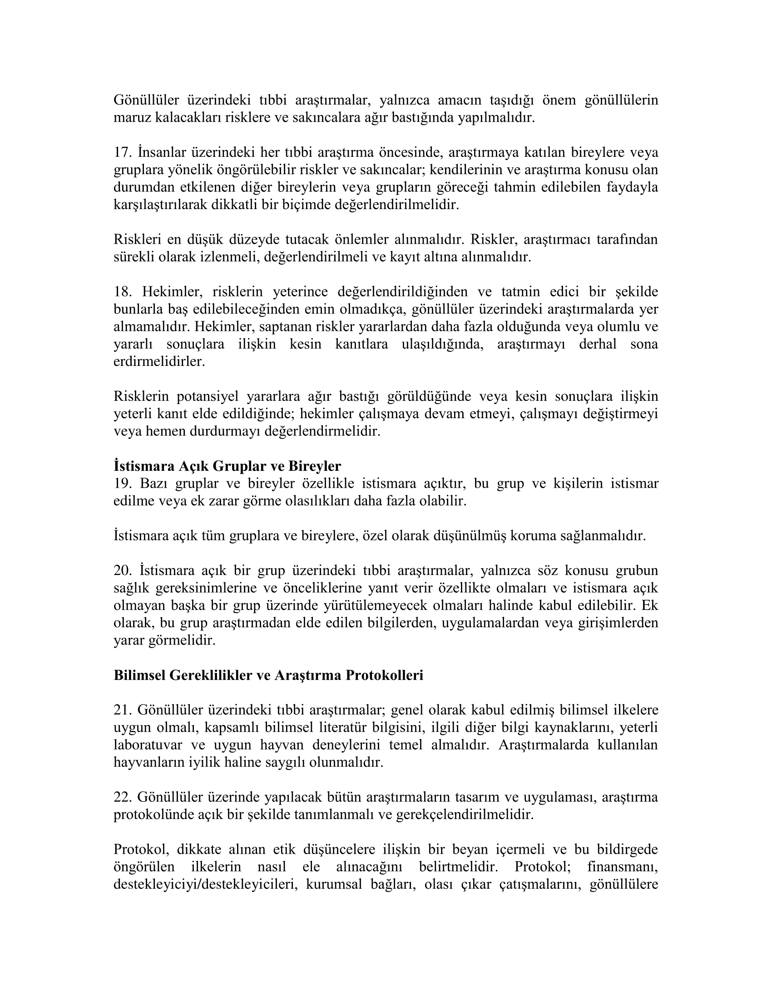 Gönüllüler üzerindeki tıbbi araştırmalar, yalnızca amacın taşıdığı önem gönüllülerin
maruz kalacakları risklere ve sakıncalara ağır bastığında yapılmalıdır.
17. İnsanlar üzerindeki her tıbbi araştırma öncesinde, araştırmaya katılan bireylere veya
gruplara yönelik öngörülebilir riskler ve sakıncalar; kendilerinin ve araştırma konusu olan
durumdan etkilenen diğer bireylerin veya grupların göreceği tahmin edilebilen faydayla
karşılaştırılarak dikkatli bir biçimde değerlendirilmelidir.
Riskleri en düşük düzeyde tutacak önlemler alınmalıdır. Riskler, araştırmacı tarafından
sürekli olarak izlenmeli, değerlendirilmeli ve kayıt altına alınmalıdır.
18. Hekimler, risklerin yeterince değerlendirildiğinden ve tatmin edici bir şekilde
bunlarla baş edilebileceğinden emin olmadıkça, gönüllüler üzerindeki araştırmalarda yer
almamalıdır. Hekimler, saptanan riskler yararlardan daha fazla olduğunda veya olumlu ve
yararlı sonuçlara ilişkin kesin kanıtlara ulaşıldığında, araştırmayı derhal sona
erdirmelidirler.
Risklerin potansiyel yararlara ağır bastığı görüldüğünde veya kesin sonuçlara ilişkin
yeterli kanıt elde edildiğinde; hekimler çalışmaya devam etmeyi, çalışmayı değiştirmeyi
veya hemen durdurmayı değerlendirmelidir.
İstismara Açık Gruplar ve Bireyler
19. Bazı gruplar ve bireyler özellikle istismara açıktır, bu grup ve kişilerin istismar
edilme veya ek zarar görme olasılıkları daha fazla olabilir.
İstismara açık tüm gruplara ve bireylere, özel olarak düşünülmüş koruma sağlanmalıdır.
20. İstismara açık bir grup üzerindeki tıbbi araştırmalar, yalnızca söz konusu grubun
sağlık gereksinimlerine ve önceliklerine yanıt verir özellikte olmaları ve istismara açık
olmayan başka bir grup üzerinde yürütülemeyecek olmaları halinde kabul edilebilir. Ek
olarak, bu grup araştırmadan elde edilen bilgilerden, uygulamalardan veya girişimlerden
yarar görmelidir.
Bilimsel Gereklilikler ve Araştırma Protokolleri
21. Gönüllüler üzerindeki tıbbi araştırmalar; genel olarak kabul edilmiş bilimsel ilkelere
uygun olmalı, kapsamlı bilimsel literatür bilgisini, ilgili diğer bilgi kaynaklarını, yeterli
laboratuvar ve uygun hayvan deneylerini temel almalıdır. Araştırmalarda kullanılan
hayvanların iyilik haline saygılı olunmalıdır.
22. Gönüllüler üzerinde yapılacak bütün araştırmaların tasarım ve uygulaması, araştırma
protokolünde açık bir şekilde tanımlanmalı ve gerekçelendirilmelidir.
Protokol, dikkate alınan etik düşüncelere ilişkin bir beyan içermeli ve bu bildirgede
öngörülen ilkelerin nasıl ele alınacağını belirtmelidir. Protokol; finansmanı,
destekleyiciyi/destekleyicileri, kurumsal bağları, olası çıkar çatışmalarını, gönüllülere